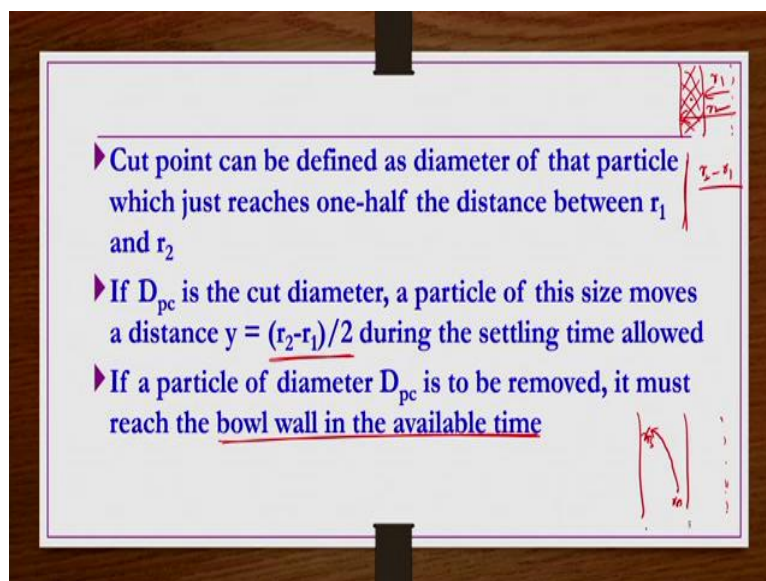 r₁
r₂
▶Cut point can be defined as diameter of that particle
which just reaches one-half the distance between r₁
and r₂
r₂-r₁
▶If Dₚc is the cut diameter, a particle of this size moves
a distance y = (r₂-r₁)/2 during the settling time allowed
▶If a particle of diameter Dₚc is to be removed, it must
reach the bowl wall in the available time